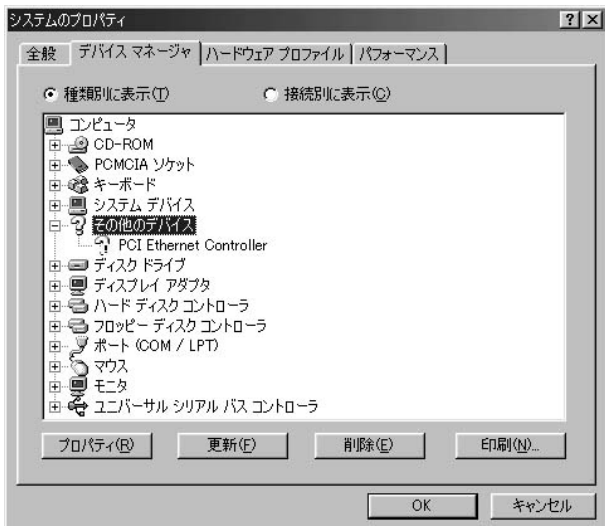 システムのプロパティ
全般 デバイス マネージャ ハードウェア プロファイル パフォーマンス
種類別に表示(T) 接続別に表示(C)
コンピュータ
CD-ROM
PCMCIA ソケット
キーボード
システム デバイス
その他のデバイス
PCI Ethernet Controller
ディスク ドライブ
ディスプレイ アダプタ
ハード ディスク コントローラ
フロッピー ディスク コントローラ
ポート (COM / LPT)
マウス
モニタ
ユニバーサル シリアル バス コントローラ
プロパティ(R) 更新(F) 削除(E) 印刷(N)...
OK キャンセル